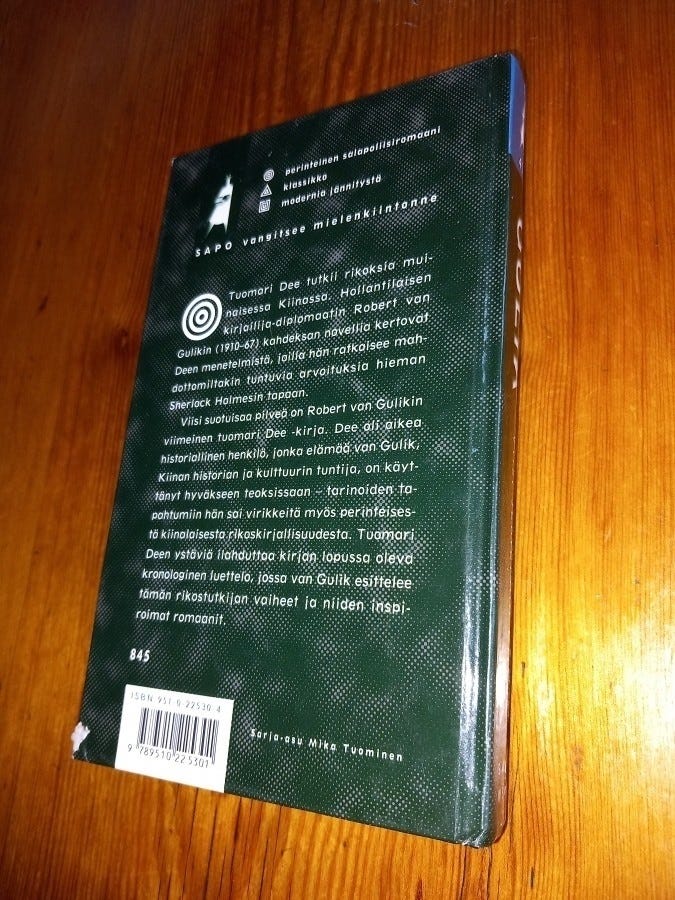 perinteinen salapoliisiromaani
klassikko
modernia jännitystä
SAPO vangitsee mielenkiintonne
Tuomari Dee tutkii rikoksia mui-
naisessa Kiinassa. Hollantilaisen
kirjailija-diplomaatin Robert van
Gulikin (1910–67) kahdeksan novellia kertovat
Deen menetelmistä, joilla hän ratkaisee mah-
dottomiltakin tuntuvia arvoituksia hieman
Sherlock Holmesin tapaan.
Viisi suotuisaa pilveä on Robert van Gulikin
viimeinen tuomari Dee -kirja. Dee oli aikea
historiallinen henkilö, jonka elämää van Gulik,
Kiinan historian ja kulttuurin tuntija, on käyt-
tänyt hyväkseen teoksissaan – tarinoiden ta-
pahtumiin hän sai virikkeitä myös perinteises-
tä kiinalaisesta rikoskirjallisuudesta. Tuomari
Deen ystäviä ilahduttaa kirjan lopussa oleva
kronologinen luettelo, jossa van Gulik esittelee
tämän rikostutkijan vaiheet ja niiden inspi-
roimat romaanit.
845
ISBN 951 0 22530 4
9 789510 225301
Sarja-asu Mika Tuominen